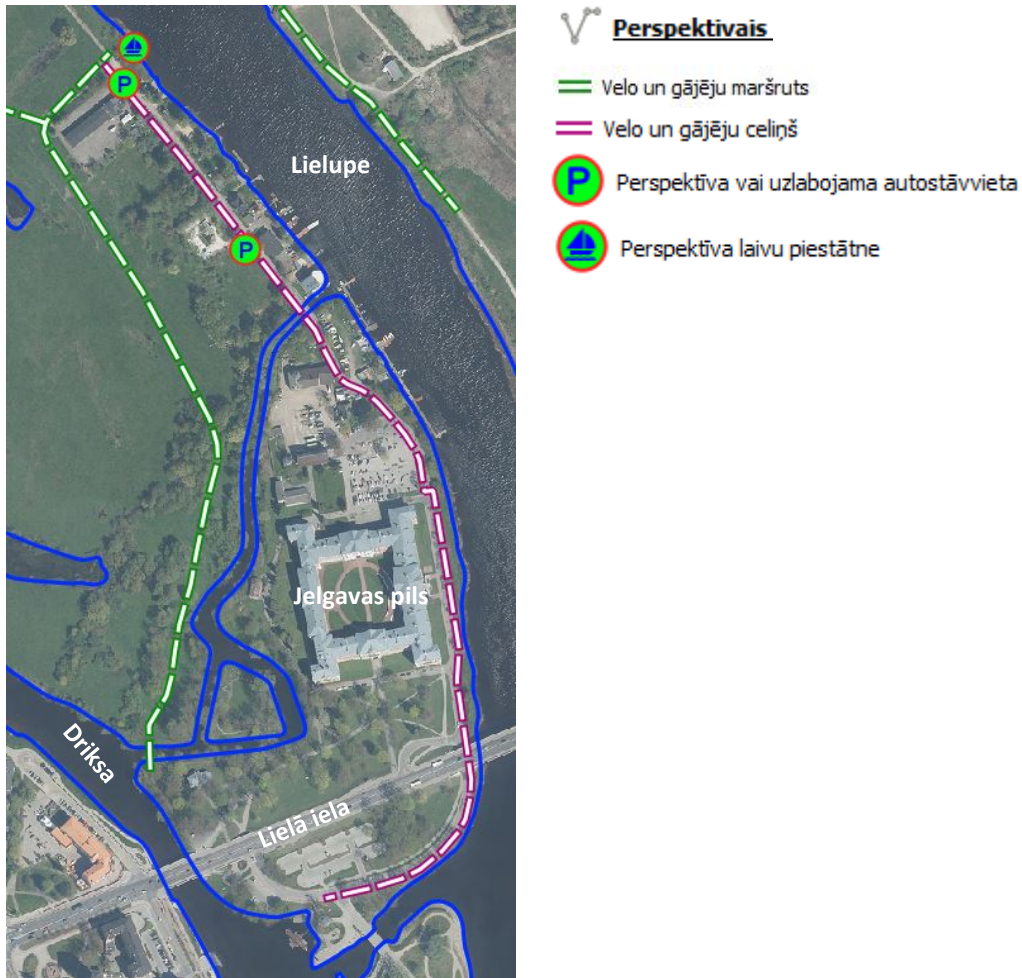 P
P
Lielupe
Jelgavas pils
Driksa
Lielā iela
Perspektīvais
Velo un gājēju maršruts
Velo un gājēju celiņš
P Perspektīva vai uzlabojama autostāvvieta
Perspektīva laivu piestātne